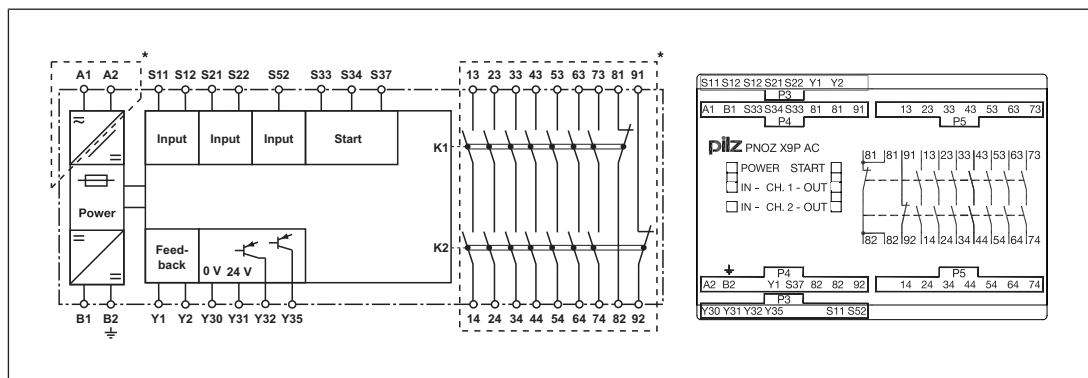 * *
A1 A2 S11 S12 S21 S22 S52 S33 S34 S37 13 23 33 43 53 63 73 81 91
Input Input Input Start
K1
Power
K2
Feed-
back
0 V 24 V
B1 B2 Y1 Y2 Y30 Y31 Y32 Y35 14 24 34 44 54 64 74 82 92
S11 S12 S12 S21 S22 Y1 Y2
P3
A1 B1 S33 S34 S33 81 81 91 13 23 33 43 53 63 73
P4 P5
pilz PNOZ X9P AC
POWER START
IN - CH. 1 - OUT
IN - CH. 2 - OUT
81 81 91 13 23 33 43 53 63 73
82 82 92 14 24 34 44 54 64 74
P4 P5
A2 B2 Y1 S37 82 82 92 14 24 34 44 54 64 74
P3
Y30 Y31 Y32 Y35 S11 S52